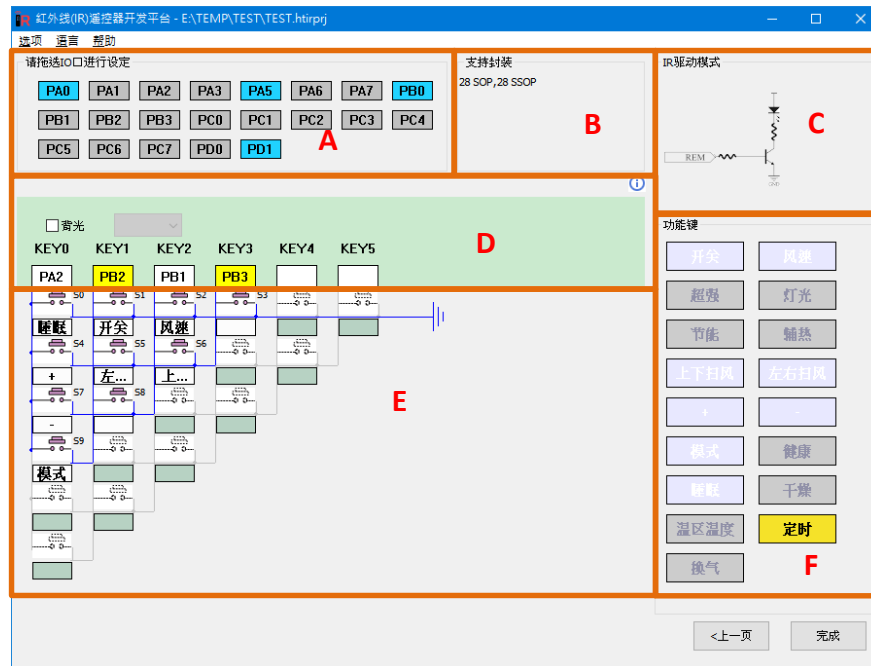 红外线(IR)遥控器开发平台 - E:\TEMP\TEST\TEST.htirprj
选项 语言 帮助
请拖选IO口进行设定
PA0 PA1 PA2 PA3 PA5 PA6 PA7 PB0
PB1 PB2 PB3 PC0 PC1 PC2 PC3 PC4
PC5 PC6 PC7 PD0 PD1
A
支持封装
28 SOP,28 SSOP
B
IR驱动模式
REM
C
背光
KEY0 KEY1 KEY2 KEY3 KEY4 KEY5
PA2 PB2 PB1 PB3
D
S0 S1 S2 S3
睡眠 开关 风速
S4 S5 S6
+ 左... 上...
S7 S8
-
S9
模式
E
功能键
开关 风速
超强 灯光
节能 辅热
上下扫风 左右扫风
+ -
模式 健康
睡眠 干燥
温区温度 定时
换气
F
<上一页 完成